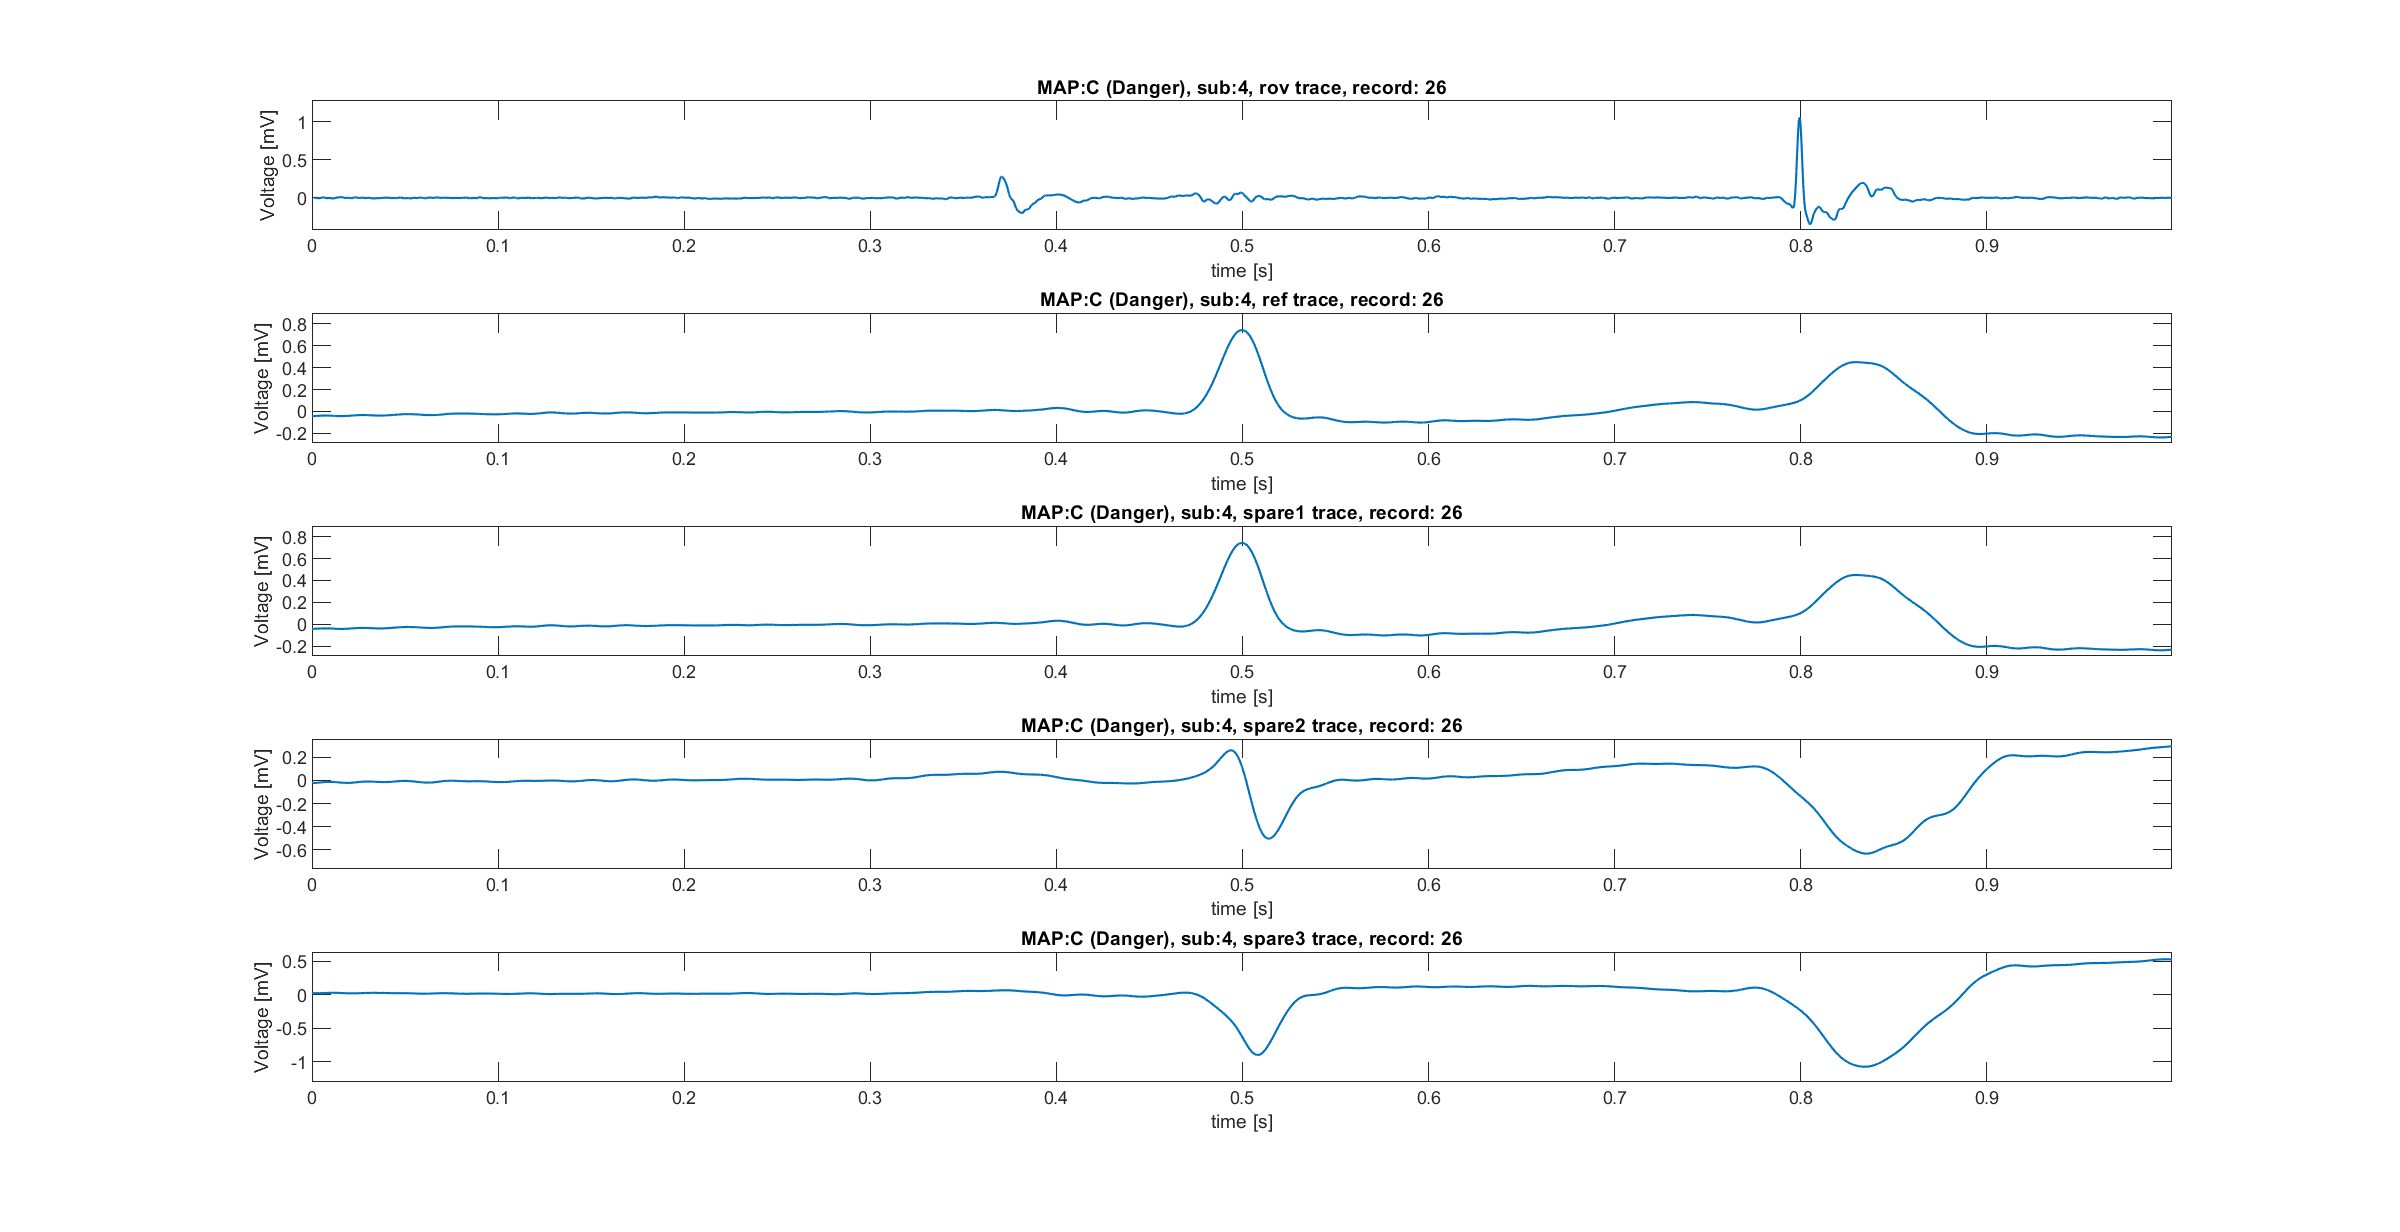 MAP:C (Danger), sub:4, rov trace, record: 26
Voltage [mV]
1
0.5
0
0 0.1 0.2 0.3 0.4 0.5 0.6 0.7 0.8 0.9
time [s]
MAP:C (Danger), sub:4, ref trace, record: 26
Voltage [mV]
0.8
0.6
0.4
0.2
0
-0.2
0 0.1 0.2 0.3 0.4 0.5 0.6 0.7 0.8 0.9
time [s]
MAP:C (Danger), sub:4, spare1 trace, record: 26
Voltage [mV]
0.8
0.6
0.4
0.2
0
-0.2
0 0.1 0.2 0.3 0.4 0.5 0.6 0.7 0.8 0.9
time [s]
MAP:C (Danger), sub:4, spare2 trace, record: 26
Voltage [mV]
0.2
0
-0.2
-0.4
-0.6
0 0.1 0.2 0.3 0.4 0.5 0.6 0.7 0.8 0.9
time [s]
MAP:C (Danger), sub:4, spare3 trace, record: 26
Voltage [mV]
0.5
0
-0.5
-1
0 0.1 0.2 0.3 0.4 0.5 0.6 0.7 0.8 0.9
time [s]